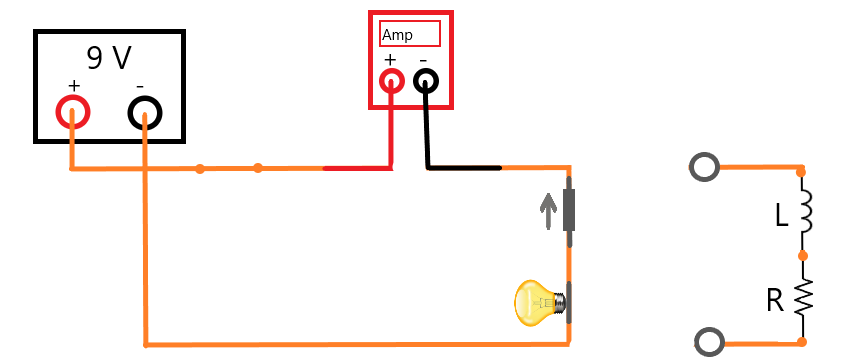 9 V
+ -
Amp
+ -
L
R